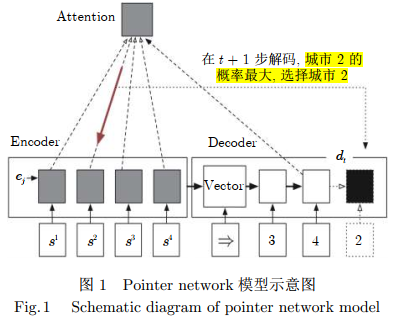 Attention
在 t + 1 步解码, 城市 2 的
概率最大, 选择城市 2
Encoder
Decoder
d_t
e_j
Vector
s^1
s^2
s^3
s^4
⇒
3
4
2
图 1 Pointer network 模型示意图
Fig. 1 Schematic diagram of pointer network model